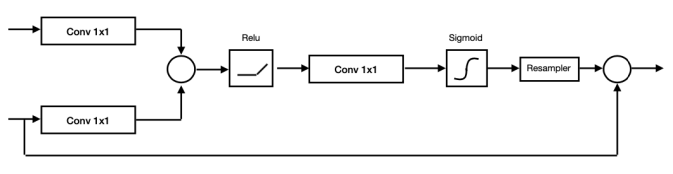 Conv 1x1
Relu
Sigmoid
Conv 1x1
Resampler
Conv 1x1